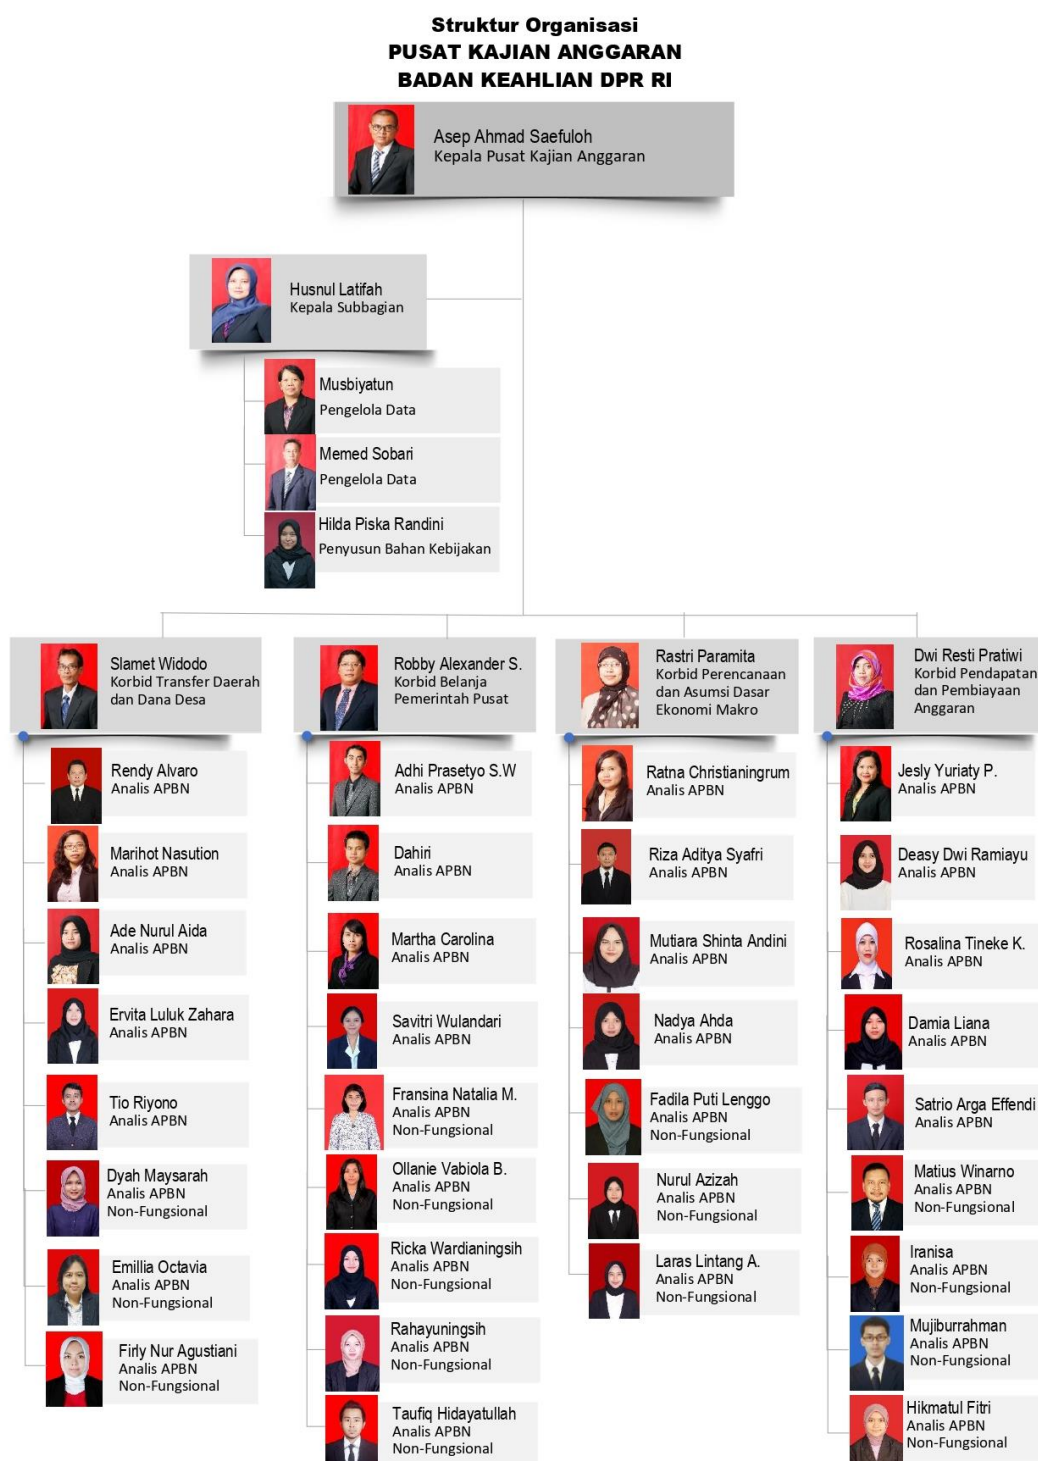 Struktur Organisasi
PUSAT KAJIAN ANGGARAN
BADAN KEAHLIAN DPR RI
Asep Ahmad Saefuloh
Kepala Pusat Kajian Anggaran
Husnul Latifah
Kepala Subbagian
Musbiyatun
Pengelola Data
Memed Sobari
Pengelola Data
Hilda Piska Randini
Penyusun Bahan Kebijakan
Slamet Widodo
Korbid Transfer Daerah
dan Dana Desa
Rendy Alvaro
Analis APBN
Marihot Nasution
Analis APBN
Ade Nurul Aida
Analis APBN
Ervita Luluk Zahara
Analis APBN
Tio Riyono
Analis APBN
Dyah Maysarah
Analis APBN
Non-Fungsional
Emillia Octavia
Analis APBN
Non-Fungsional
Firly Nur Agustiani
Analis APBN
Non-Fungsional
Robby Alexander S.
Korbid Belanja
Pemerintah Pusat
Adhi Prasetyo S.W
Analis APBN
Dahiri
Analis APBN
Martha Carolina
Analis APBN
Savitri Wulandari
Analis APBN
Fransina Natalia M.
Analis APBN
Non-Fungsional
Ollanie Vabiola B.
Analis APBN
Non-Fungsional
Ricka Wardianingsih
Analis APBN
Non-Fungsional
Rahayuningsih
Analis APBN
Non-Fungsional
Taufiq Hidayatullah
Analis APBN
Non-Fungsional
Rastri Paramita
Korbid Perencanaan
dan Asumsi Dasar
Ekonomi Makro
Ratna Christianingrum
Analis APBN
Riza Aditya Syafri
Analis APBN
Mutiara Shinta Andini
Analis APBN
Nadya Ahda
Analis APBN
Fadila Puti Lenggo
Analis APBN
Non-Fungsional
Nurul Azizah
Analis APBN
Non-Fungsional
Laras Lintang A.
Analis APBN
Non-Fungsional
Dwi Resti Pratiwi
Korbid Pendapatan
dan Pembiayaan
Anggaran
Jesly Yuriaty P.
Analis APBN
Deasy Dwi Ramiayu
Analis APBN
Rosalina Tineke K.
Analis APBN
Damia Liana
Analis APBN
Satrio Arga Effendi
Analis APBN
Matius Winarno
Analis APBN
Non-Fungsional
Iranisa
Analis APBN
Non-Fungsional
Mujiburrahman
Analis APBN
Non-Fungsional
Hikmatul Fitri
Analis APBN
Non-Fungsional